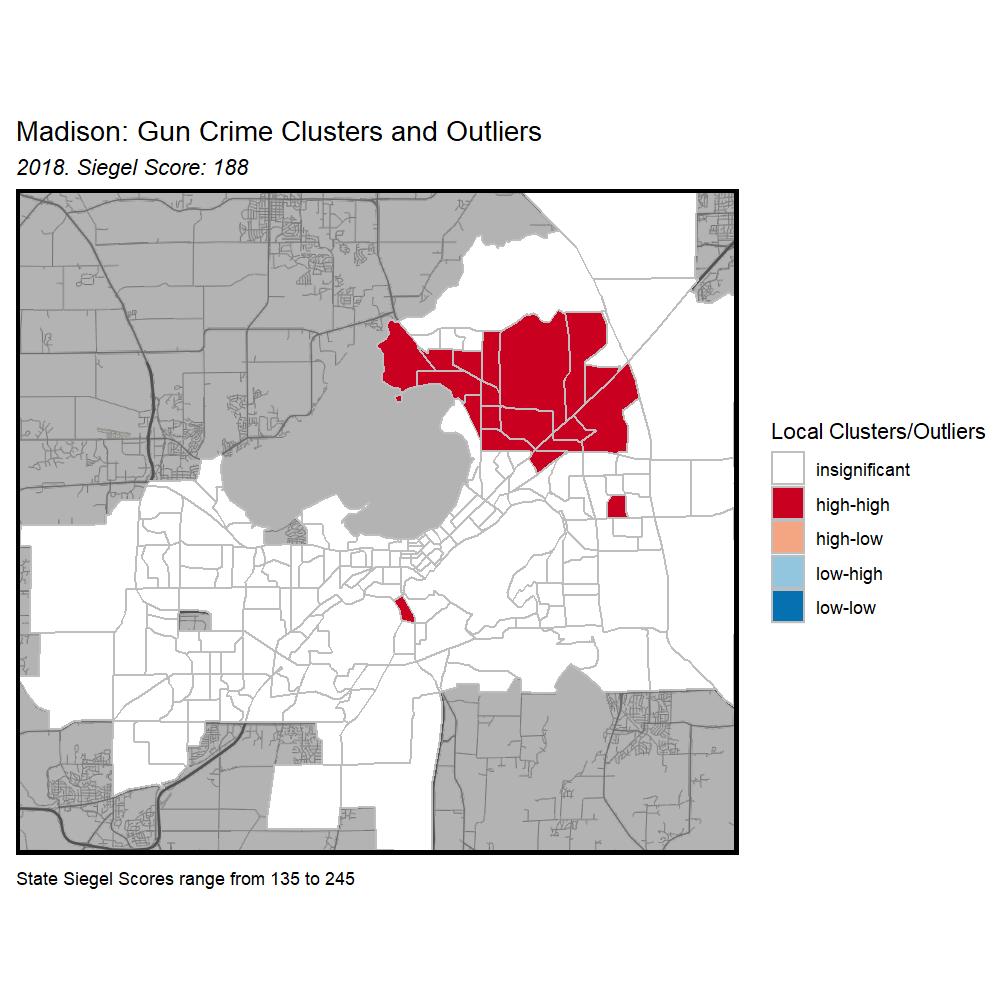 Madison: Gun Crime Clusters and Outliers
2018. Siegel Score: 188
Local Clusters/Outliers
insignificant
high-high
high-low
low-high
low-low
State Siegel Scores range from 135 to 245